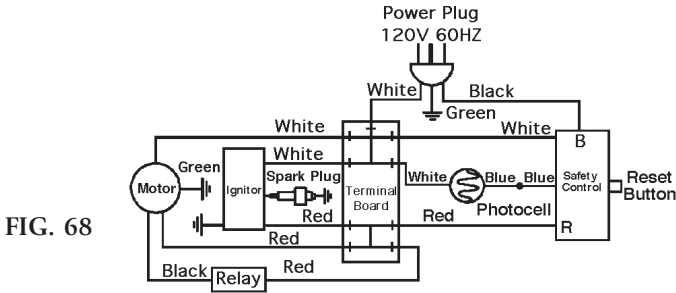 Power Plug
120V 60HZ
White
Black
Green
White
White
B
White
Green
Spark Plug
White
Blue
Blue
Safety
Control
Reset
Button
Motor
Ignitor
Terminal
Board
Photocell
Red
Red
R
FIG. 68
Red
Black
Relay
Red